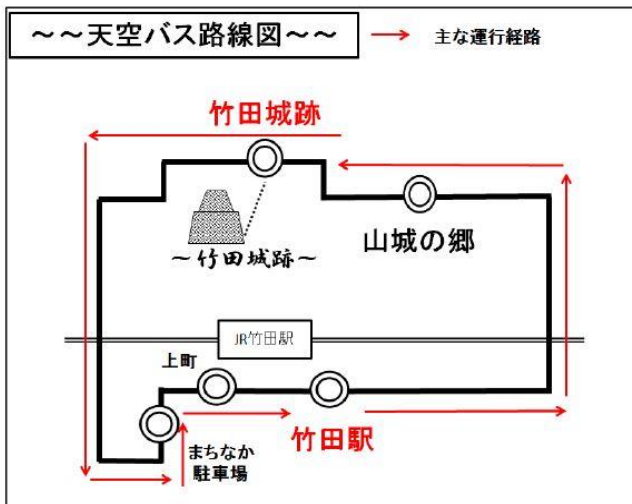 ～～天空バス路線図～～
主な運行経路
竹田城跡
山城の郷
～竹田城跡～
JR竹田駅
上町
竹田駅
まちなか
駐車場